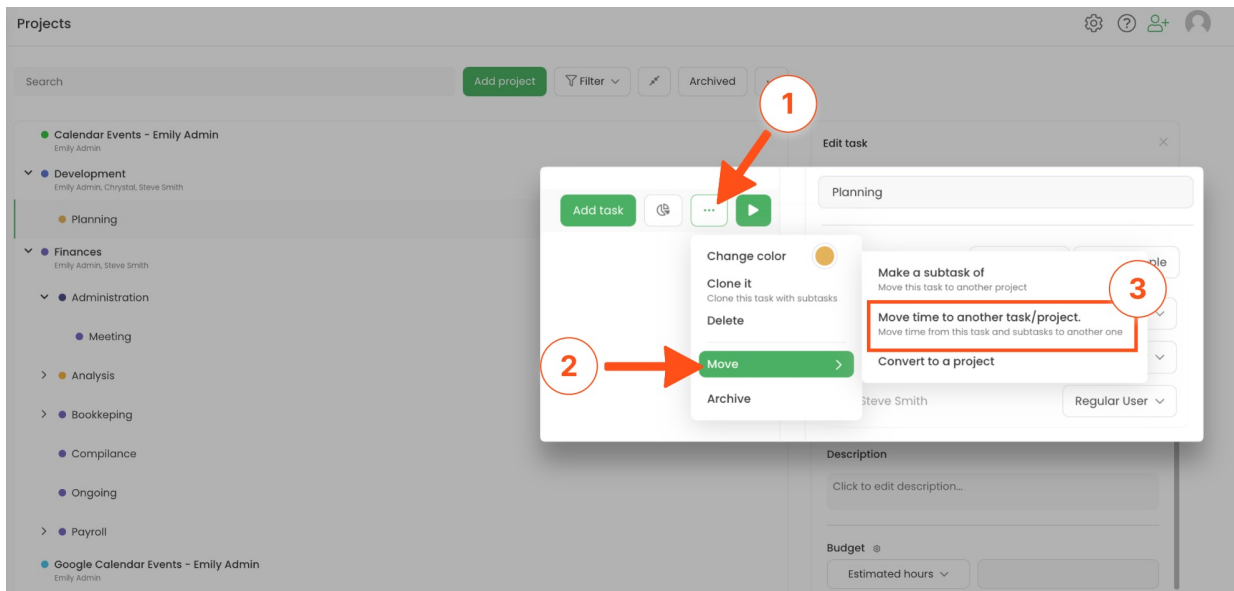 Projects
Search
Add project
Filter
Archived
1
Calendar Events - Emily Admin
Emily Admin
Edit task
Development
Emily Admin, Chrystal, Steve Smith
Planning
Planning
Add task
...
Finances
Emily Admin, Steve Smith
Change color
ple
Make a subtask of
Move this task to another project
3
Clone it
Clone this task with subtasks
Administration
Move time to another task/project.
Move time from this task and subtasks to another one
Delete
Meeting
2
Move
Convert to a project
Analysis
Archive
Steve Smith
Regular User
Bookkeping
Compilance
Description
Click to edit description...
Ongoing
Payroll
Budget
Google Calendar Events - Emily Admin
Emily Admin
Estimated hours